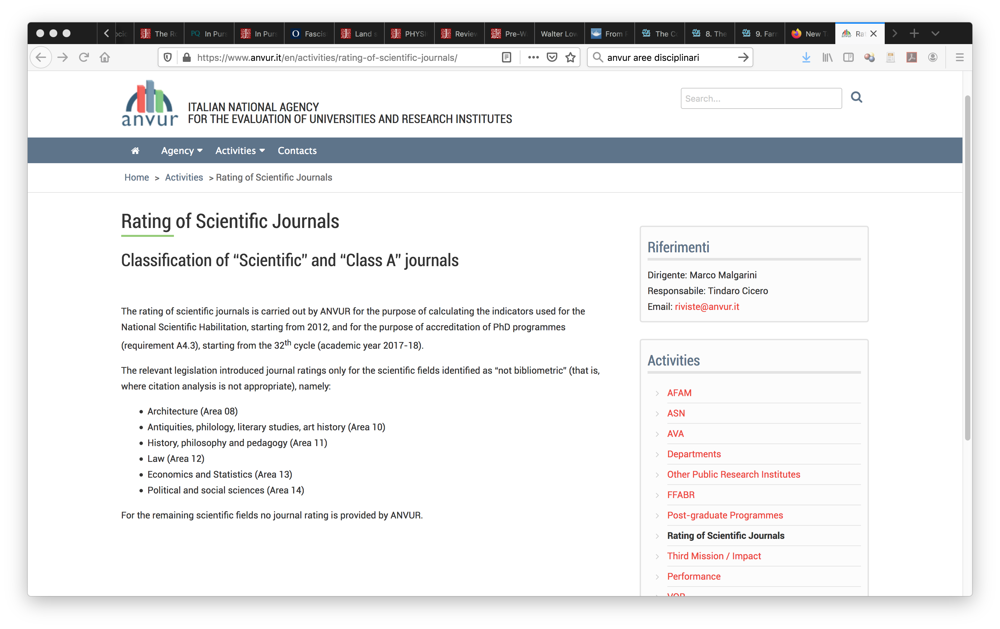 The Ro
PQ In Purs
In Purs
O Fascis
Land s
PHYSI
Review
Pre-W
Walter Low
From
The Co
8. The
9. Farm
New T
anvur Rat
https://www.anvur.it/en/activities/rating-of-scientific-journals/
anvur aree disciplinari
anvur
ITALIAN NATIONAL AGENCY
FOR THE EVALUATION OF UNIVERSITIES AND RESEARCH INSTITUTES
Search...
Agency
Activities
Contacts
Home > Activities > Rating of Scientific Journals
Rating of Scientific Journals
Classification of “Scientific” and “Class A” journals
The rating of scientific journals is carried out by ANVUR for the purpose of calculating the indicators used for the
National Scientific Habilitation, starting from 2012, and for the purpose of accreditation of PhD programmes
(requirement A4.3), starting from the 32th cycle (academic year 2017-18).
The relevant legislation introduced journal ratings only for the scientific fields identified as “not bibliometric” (that is,
where citation analysis is not appropriate), namely:
• Architecture (Area 08)
• Antiquities, philology, literary studies, art history (Area 10)
• History, philosophy and pedagogy (Area 11)
• Law (Area 12)
• Economics and Statistics (Area 13)
• Political and social sciences (Area 14)
For the remaining scientific fields no journal rating is provided by ANVUR.
Riferimenti
Dirigente: Marco Malgarini
Responsabile: Tindaro Cicero
Email: riviste@anvur.it
Activities
AFAM
ASN
AVA
Departments
Other Public Research Institutes
FFABR
Post-graduate Programmes
Rating of Scientific Journals
Third Mission / Impact
Performance
VQR